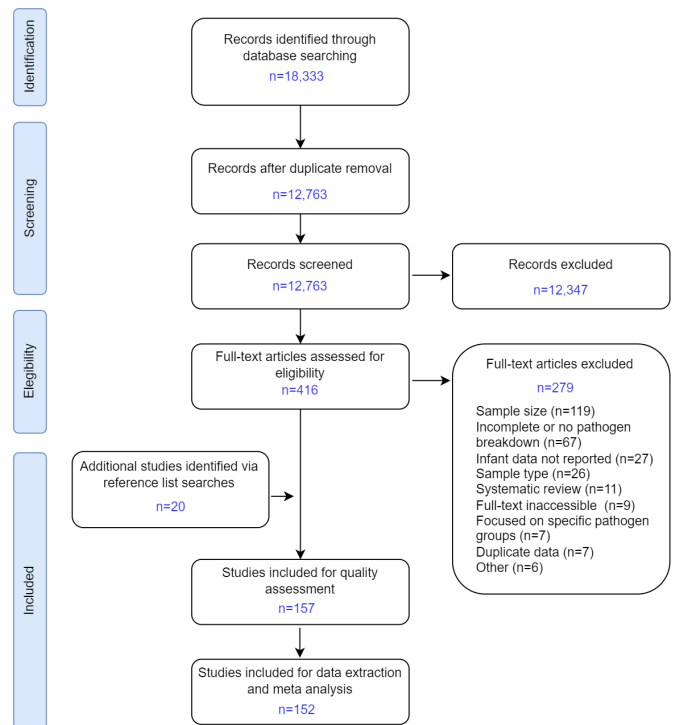 Identification
Records identified through
database searching
n=18,333
Screening
Records after duplicate removal
n=12,763
Records screened
n=12,763
Records excluded
n=12,347
Elegibility
Full-text articles assessed for
eligibility
n=416
Full-text articles excluded
n=279
Sample size (n=119)
Incomplete or no pathogen
breakdown (n=67)
Infant data not reported (n=27)
Sample type (n=26)
Systematic review (n=11)
Full-text inaccessible (n=9)
Focused on specific pathogen
groups (n=7)
Duplicate data (n=7)
Other (n=6)
Included
Additional studies identified via
reference list searches
n=20
Studies included for quality
assessment
n=157
Studies included for data extraction
and meta analysis
n=152